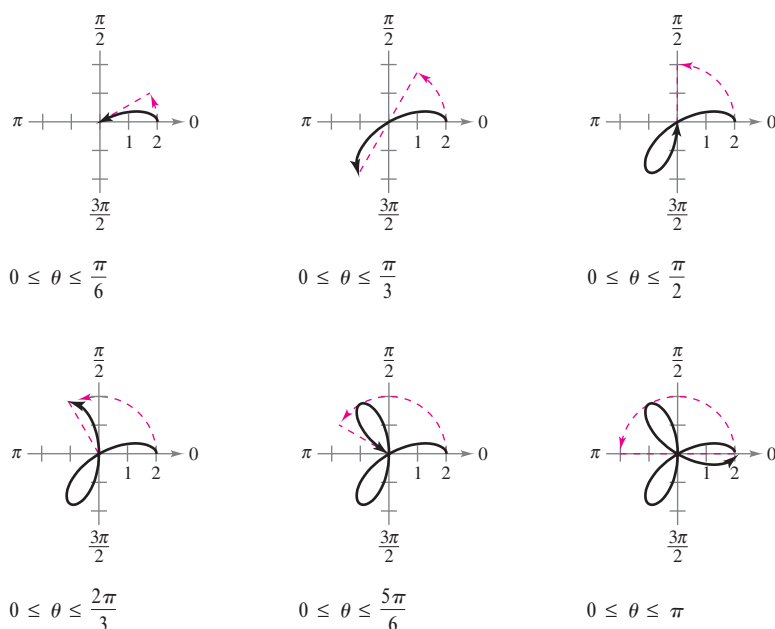 π/2 π/2 π/2
π 1 2 0 π 1 2 0 π 1 2 0
3π/2 3π/2 3π/2
0 ≤ θ ≤ π/6 0 ≤ θ ≤ π/3 0 ≤ θ ≤ π/2
π/2 π/2 π/2
π 1 2 0 π 1 2 0 π 1 2 0
3π/2 3π/2 3π/2
0 ≤ θ ≤ 2π/3 0 ≤ θ ≤ 5π/6 0 ≤ θ ≤ π